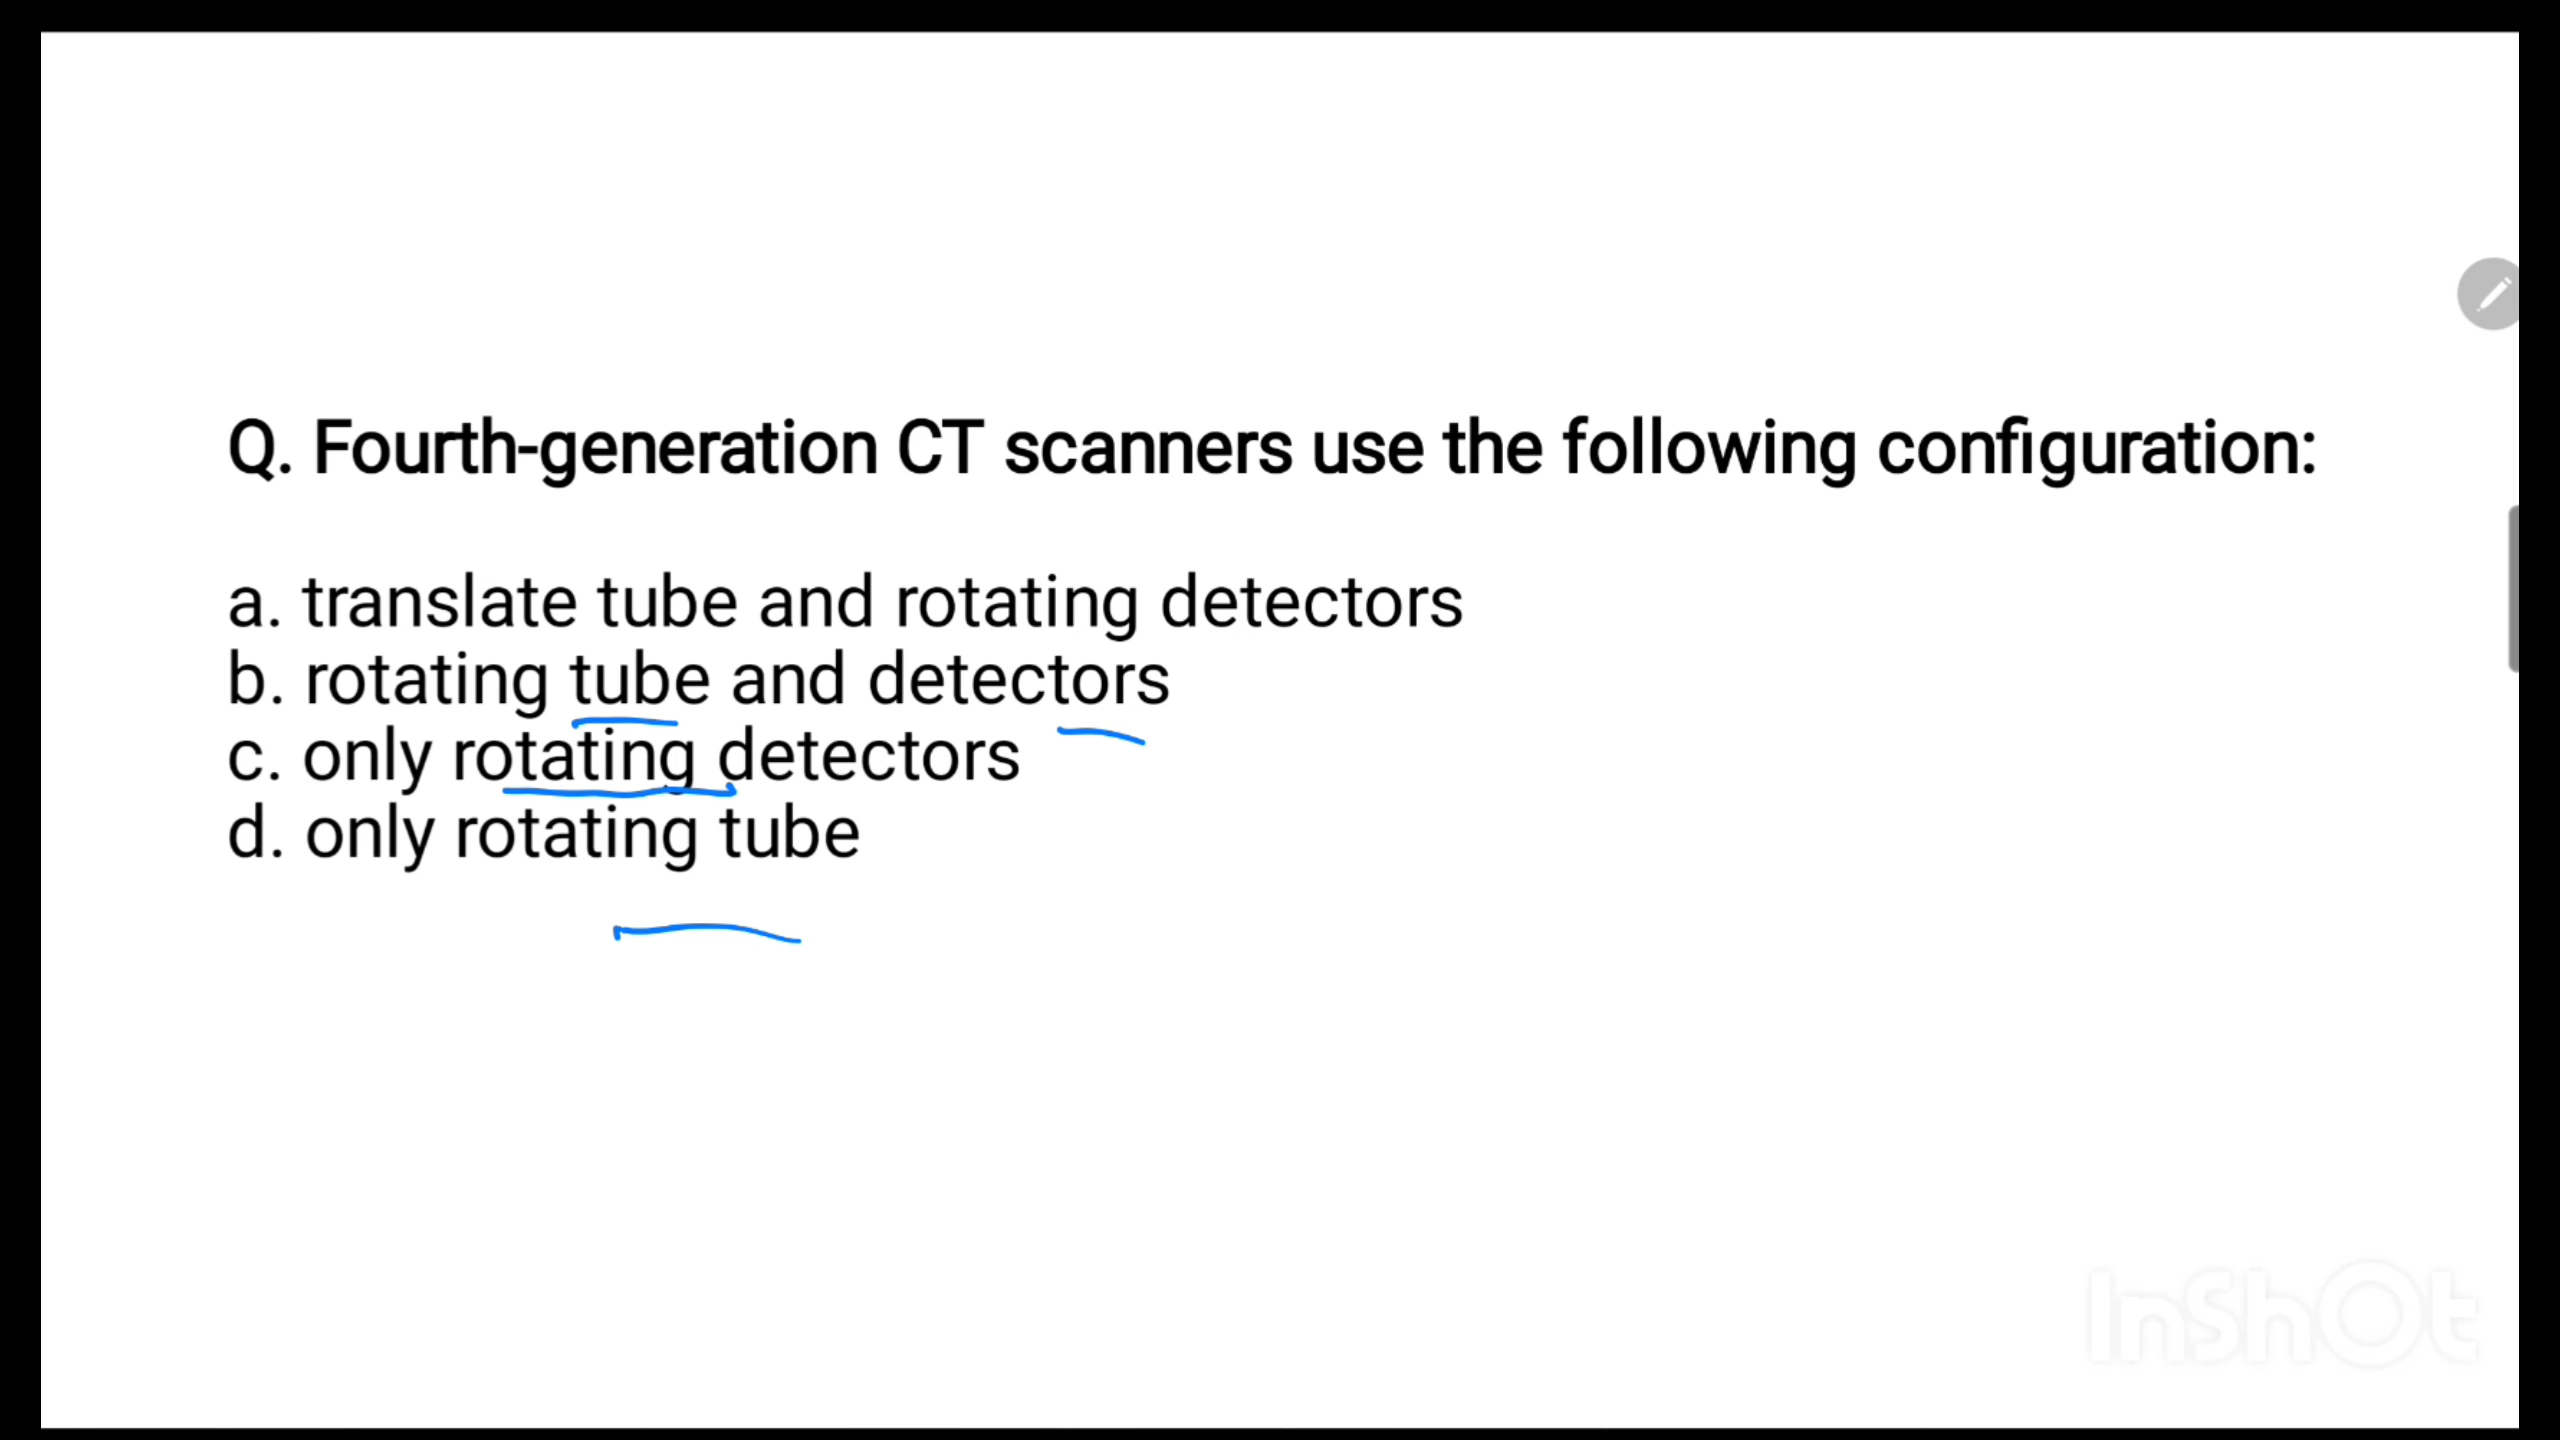 Q. Fourth-generation CT scanners use the following configuration:
a. translate tube and rotating detectors
b. rotating tube and detectors
c. only rotating detectors
d. only rotating tube
InShOt